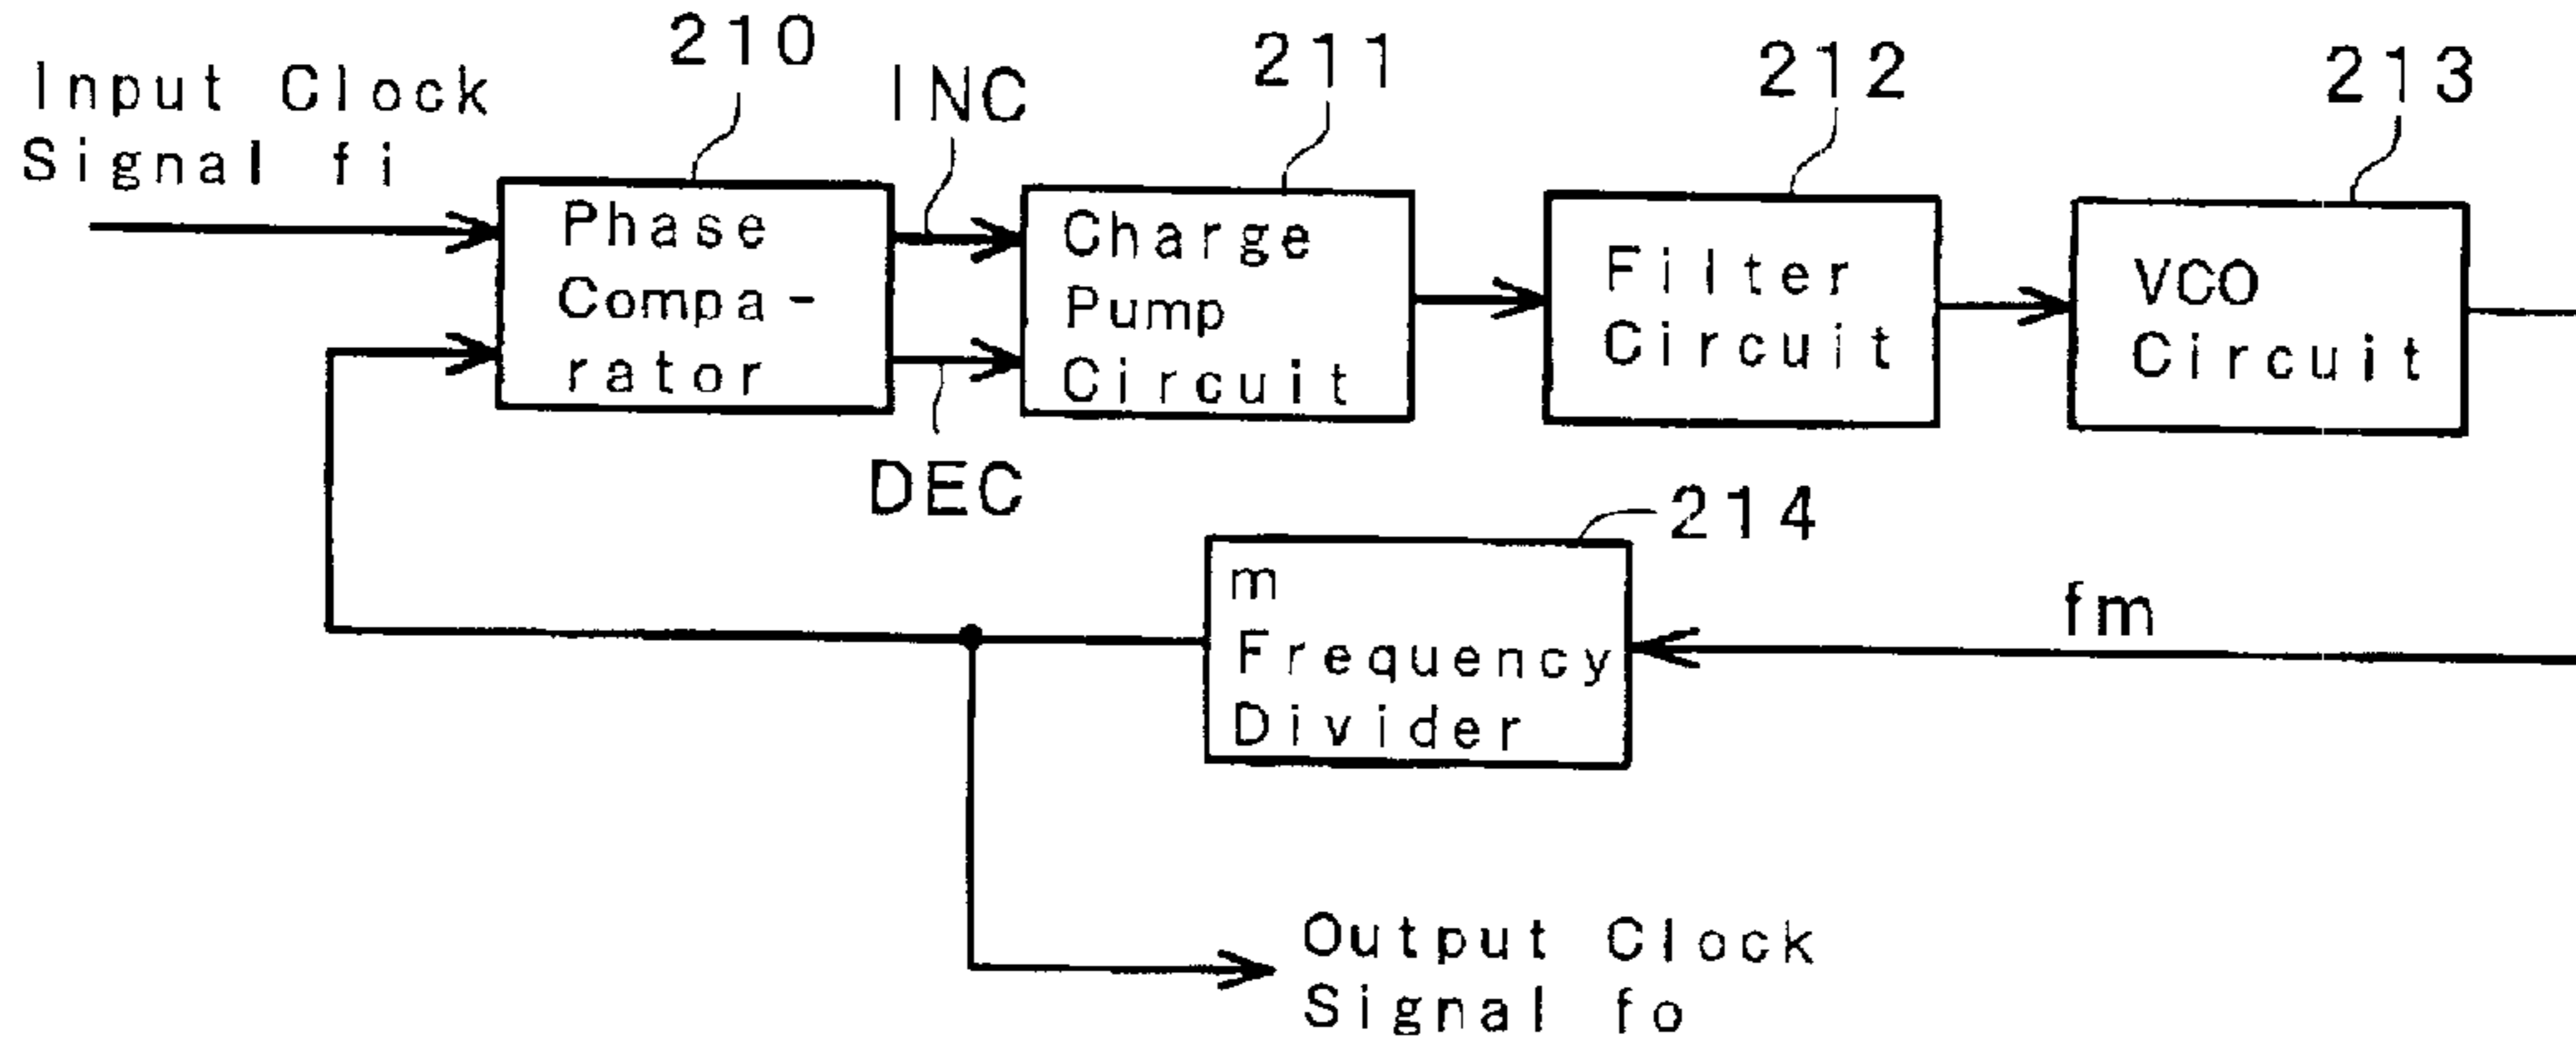 210
211
212
213
Input Clock
Signal fi
INC
Phase
Compa-
rator
Charge
Pump
Circuit
Filter
Circuit
VCO
Circuit
DEC
214
m
Frequency
Divider
fm
Output Clock
Signal fo